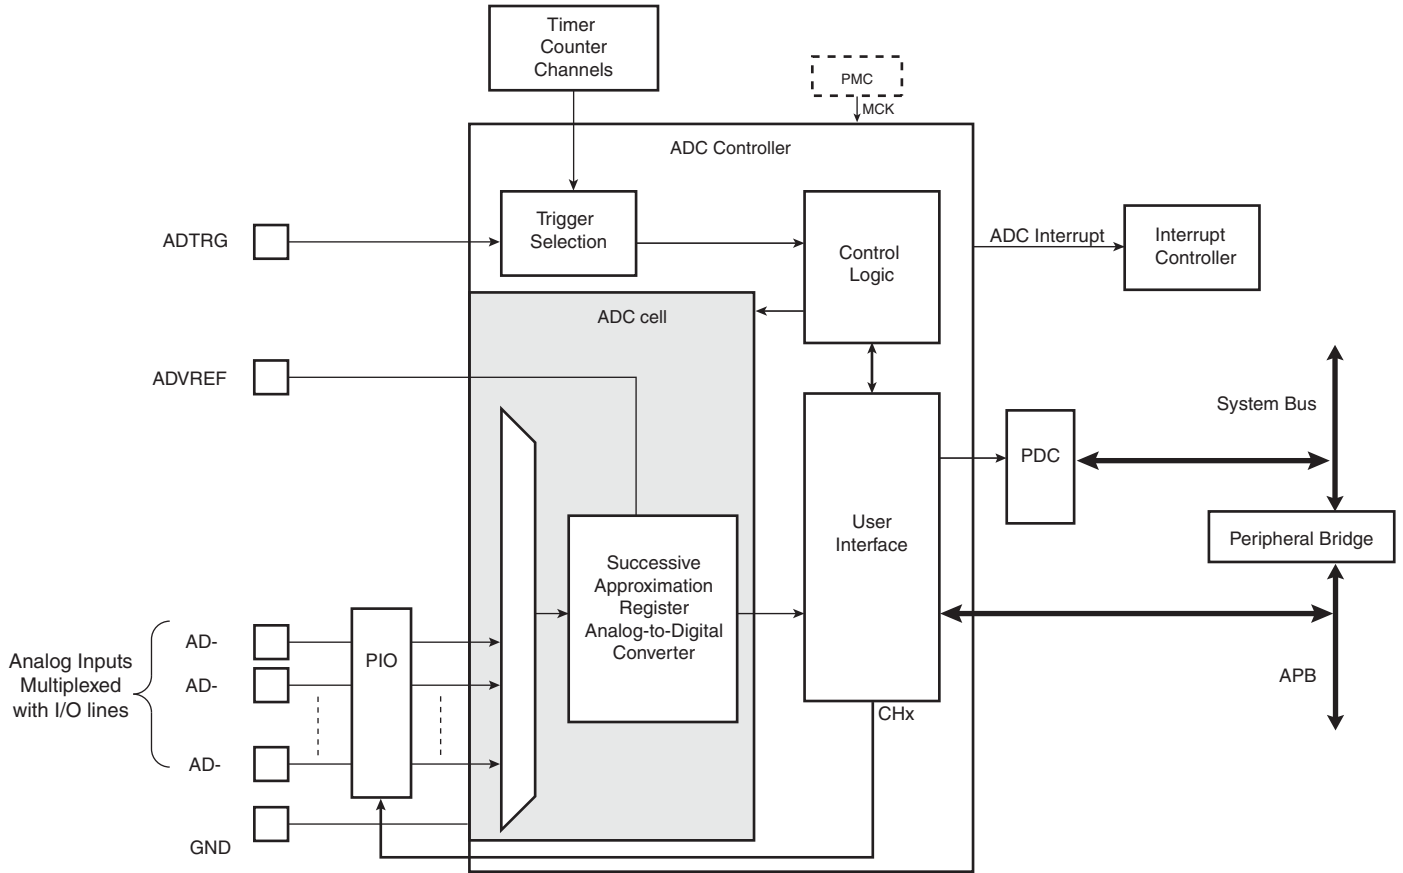 Timer
Counter
Channels
PMC
MCK
ADC Controller
ADTRG
Trigger
Selection
Control
Logic
ADC Interrupt
Interrupt
Controller
ADC cell
ADVREF
System Bus
PDC
User
Interface
Peripheral Bridge
Successive
Approximation
Register
Analog-to-Digital
Converter
Analog Inputs
Multiplexed
with I/O lines
AD-
AD-
AD-
PIO
APB
CHx
GND